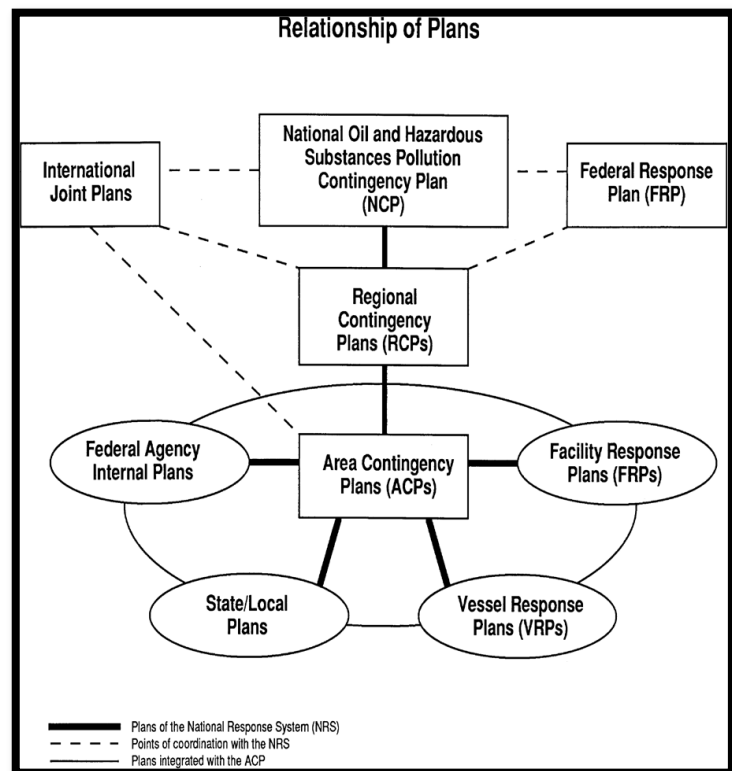 Relationship of Plans
International
Joint Plans
National Oil and Hazardous
Substances Pollution
Contingency Plan
(NCP)
Federal Response
Plan (FRP)
Regional
Contingency
Plans (RCPs)
Federal Agency
Internal Plans
Area Contingency
Plans (ACPs)
Facility Response
Plans (FRPs)
State/Local
Plans
Vessel Response
Plans (VRPs)
Plans of the National Response System (NRS)
Points of coordination with the NRS
Plans integrated with the ACP